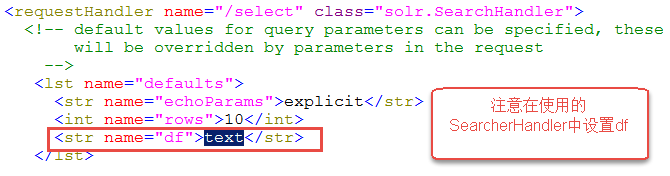 <requestHandler name="/select" class="solr.SearchHandler">
<!-- default values for query parameters can be specified, these
will be overridden by parameters in the request
-->
<lst name="defaults">
<str name="echoParams">explicit</str>
<int name="rows">10</int>
<str name="df">text</str>
</lst>
注意在使用的
SearcherHandler中设置df